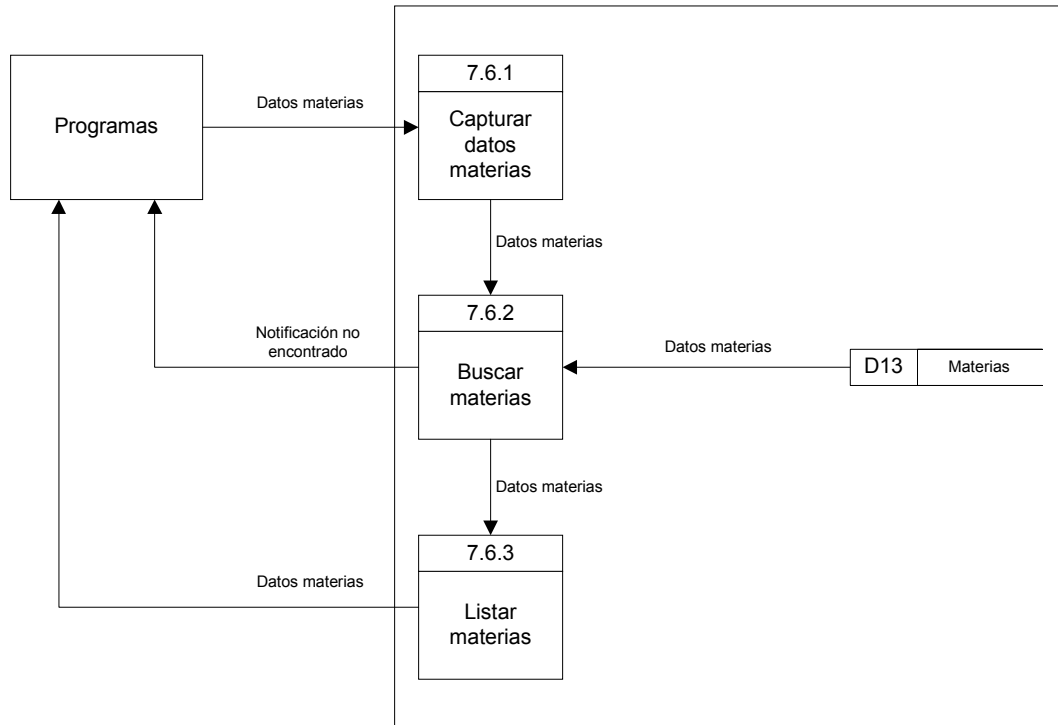 7.6.1
Programas
Datos materias
Capturar
datos
materias
Datos materias
7.6.2
Notificación no
encontrado
Buscar
materias
Datos materias
D13
Materias
Datos materias
7.6.3
Datos materias
Listar
materias